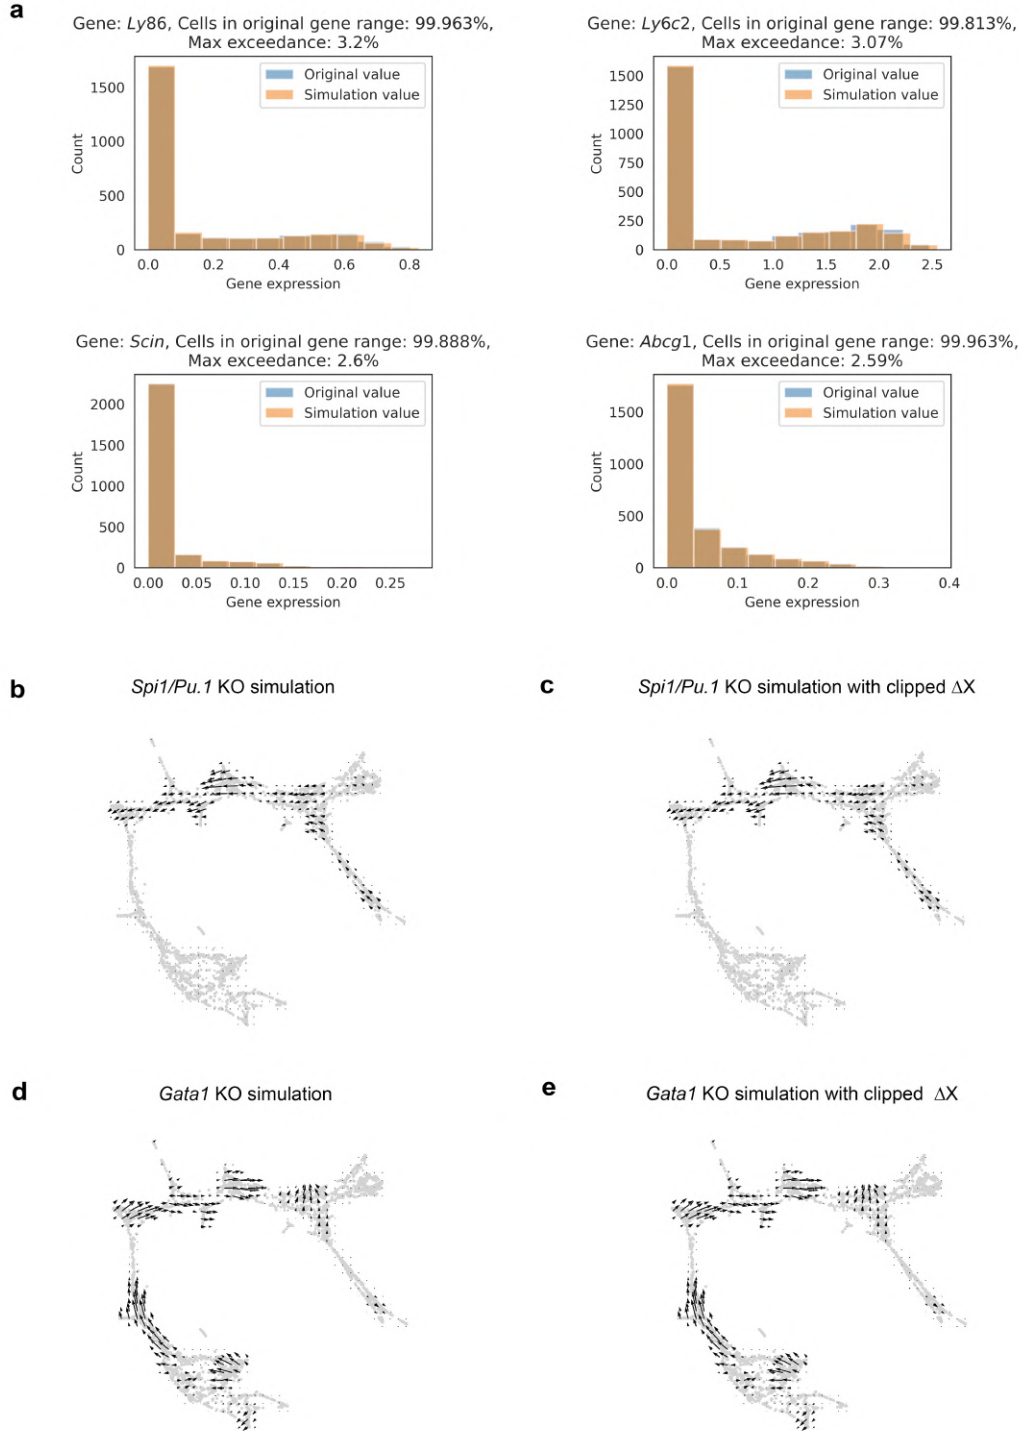 a
Gene: Ly86, Cells in original gene range: 99.963%,
Max exceedance: 3.2%
Original value
Simulation value
1500
1000
500
0
Count
0.0 0.2 0.4 0.6 0.8
Gene expression
Gene: Ly6c2, Cells in original gene range: 99.813%,
Max exceedance: 3.07%
Original value
Simulation value
1500
1250
1000
750
500
250
0
Count
0.0 0.5 1.0 1.5 2.0 2.5
Gene expression
Gene: Scin, Cells in original gene range: 99.888%,
Max exceedance: 2.6%
Original value
Simulation value
2000
1500
1000
500
0
Count
0.00 0.05 0.10 0.15 0.20 0.25
Gene expression
Gene: Abcg1, Cells in original gene range: 99.963%,
Max exceedance: 2.59%
Original value
Simulation value
1500
1000
500
0
Count
0.0 0.1 0.2 0.3 0.4
Gene expression
b
Spi1/Pu.1 KO simulation
c
Spi1/Pu.1 KO simulation with clipped ΔX
d
Gata1 KO simulation
e
Gata1 KO simulation with clipped ΔX